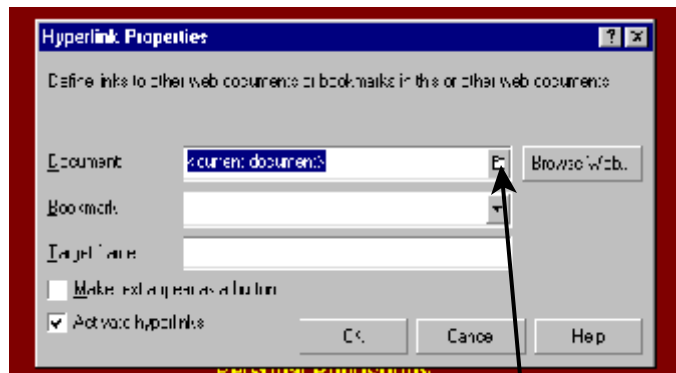 Hyperlink Properties
Define links to other web documents or bookmarks in this or other web documents
Document: <current document>
Browse Web...
Bookmark:
Target Frame:
Make text appear as a button
Activate hyperlinks
OK
Cancel
Help